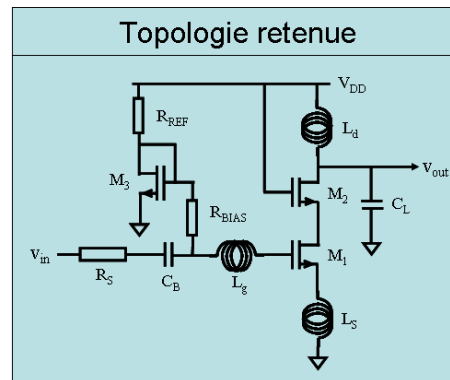 Topologie retenue
V_DD
R_REF
L_d
v_out
M_3
M_2
R_BIAS
C_L
v_in
M_1
R_S
C_B
L_g
L_S